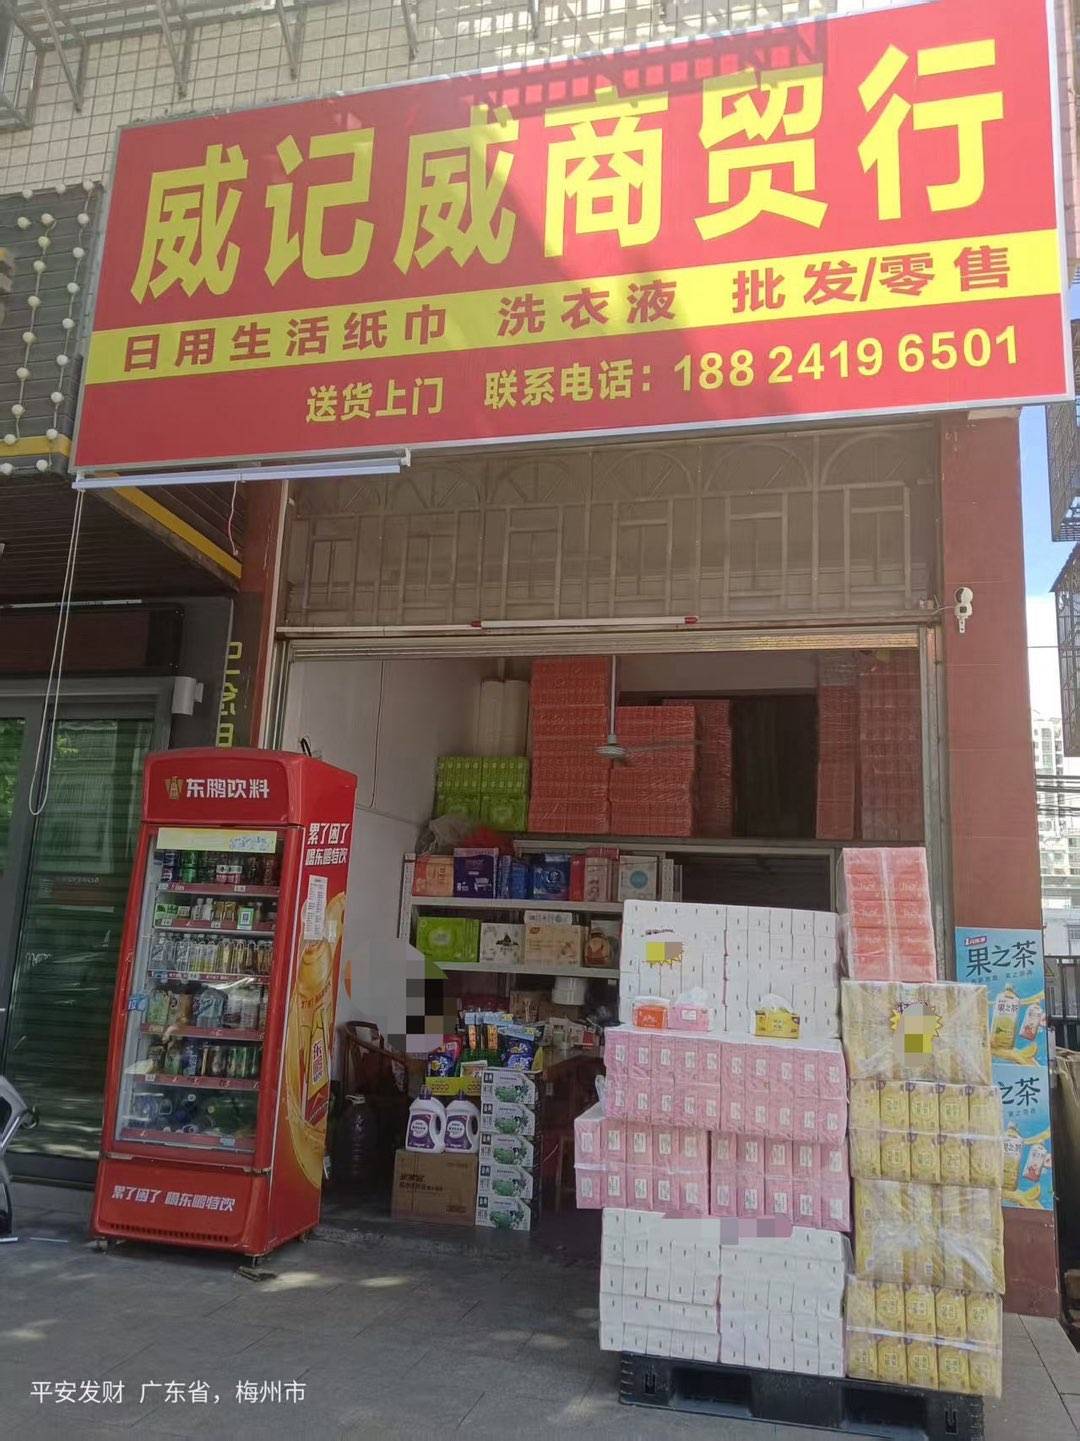 威记威商贸行
日用生活纸巾 洗衣液 批发/零售
送货上门 联系电话：18824196501
东鹏饮料
累了困了
喝东鹏特饮
果之茶
之茶
累了困了 喝东鹏特饮
平安发财 广东省，梅州市